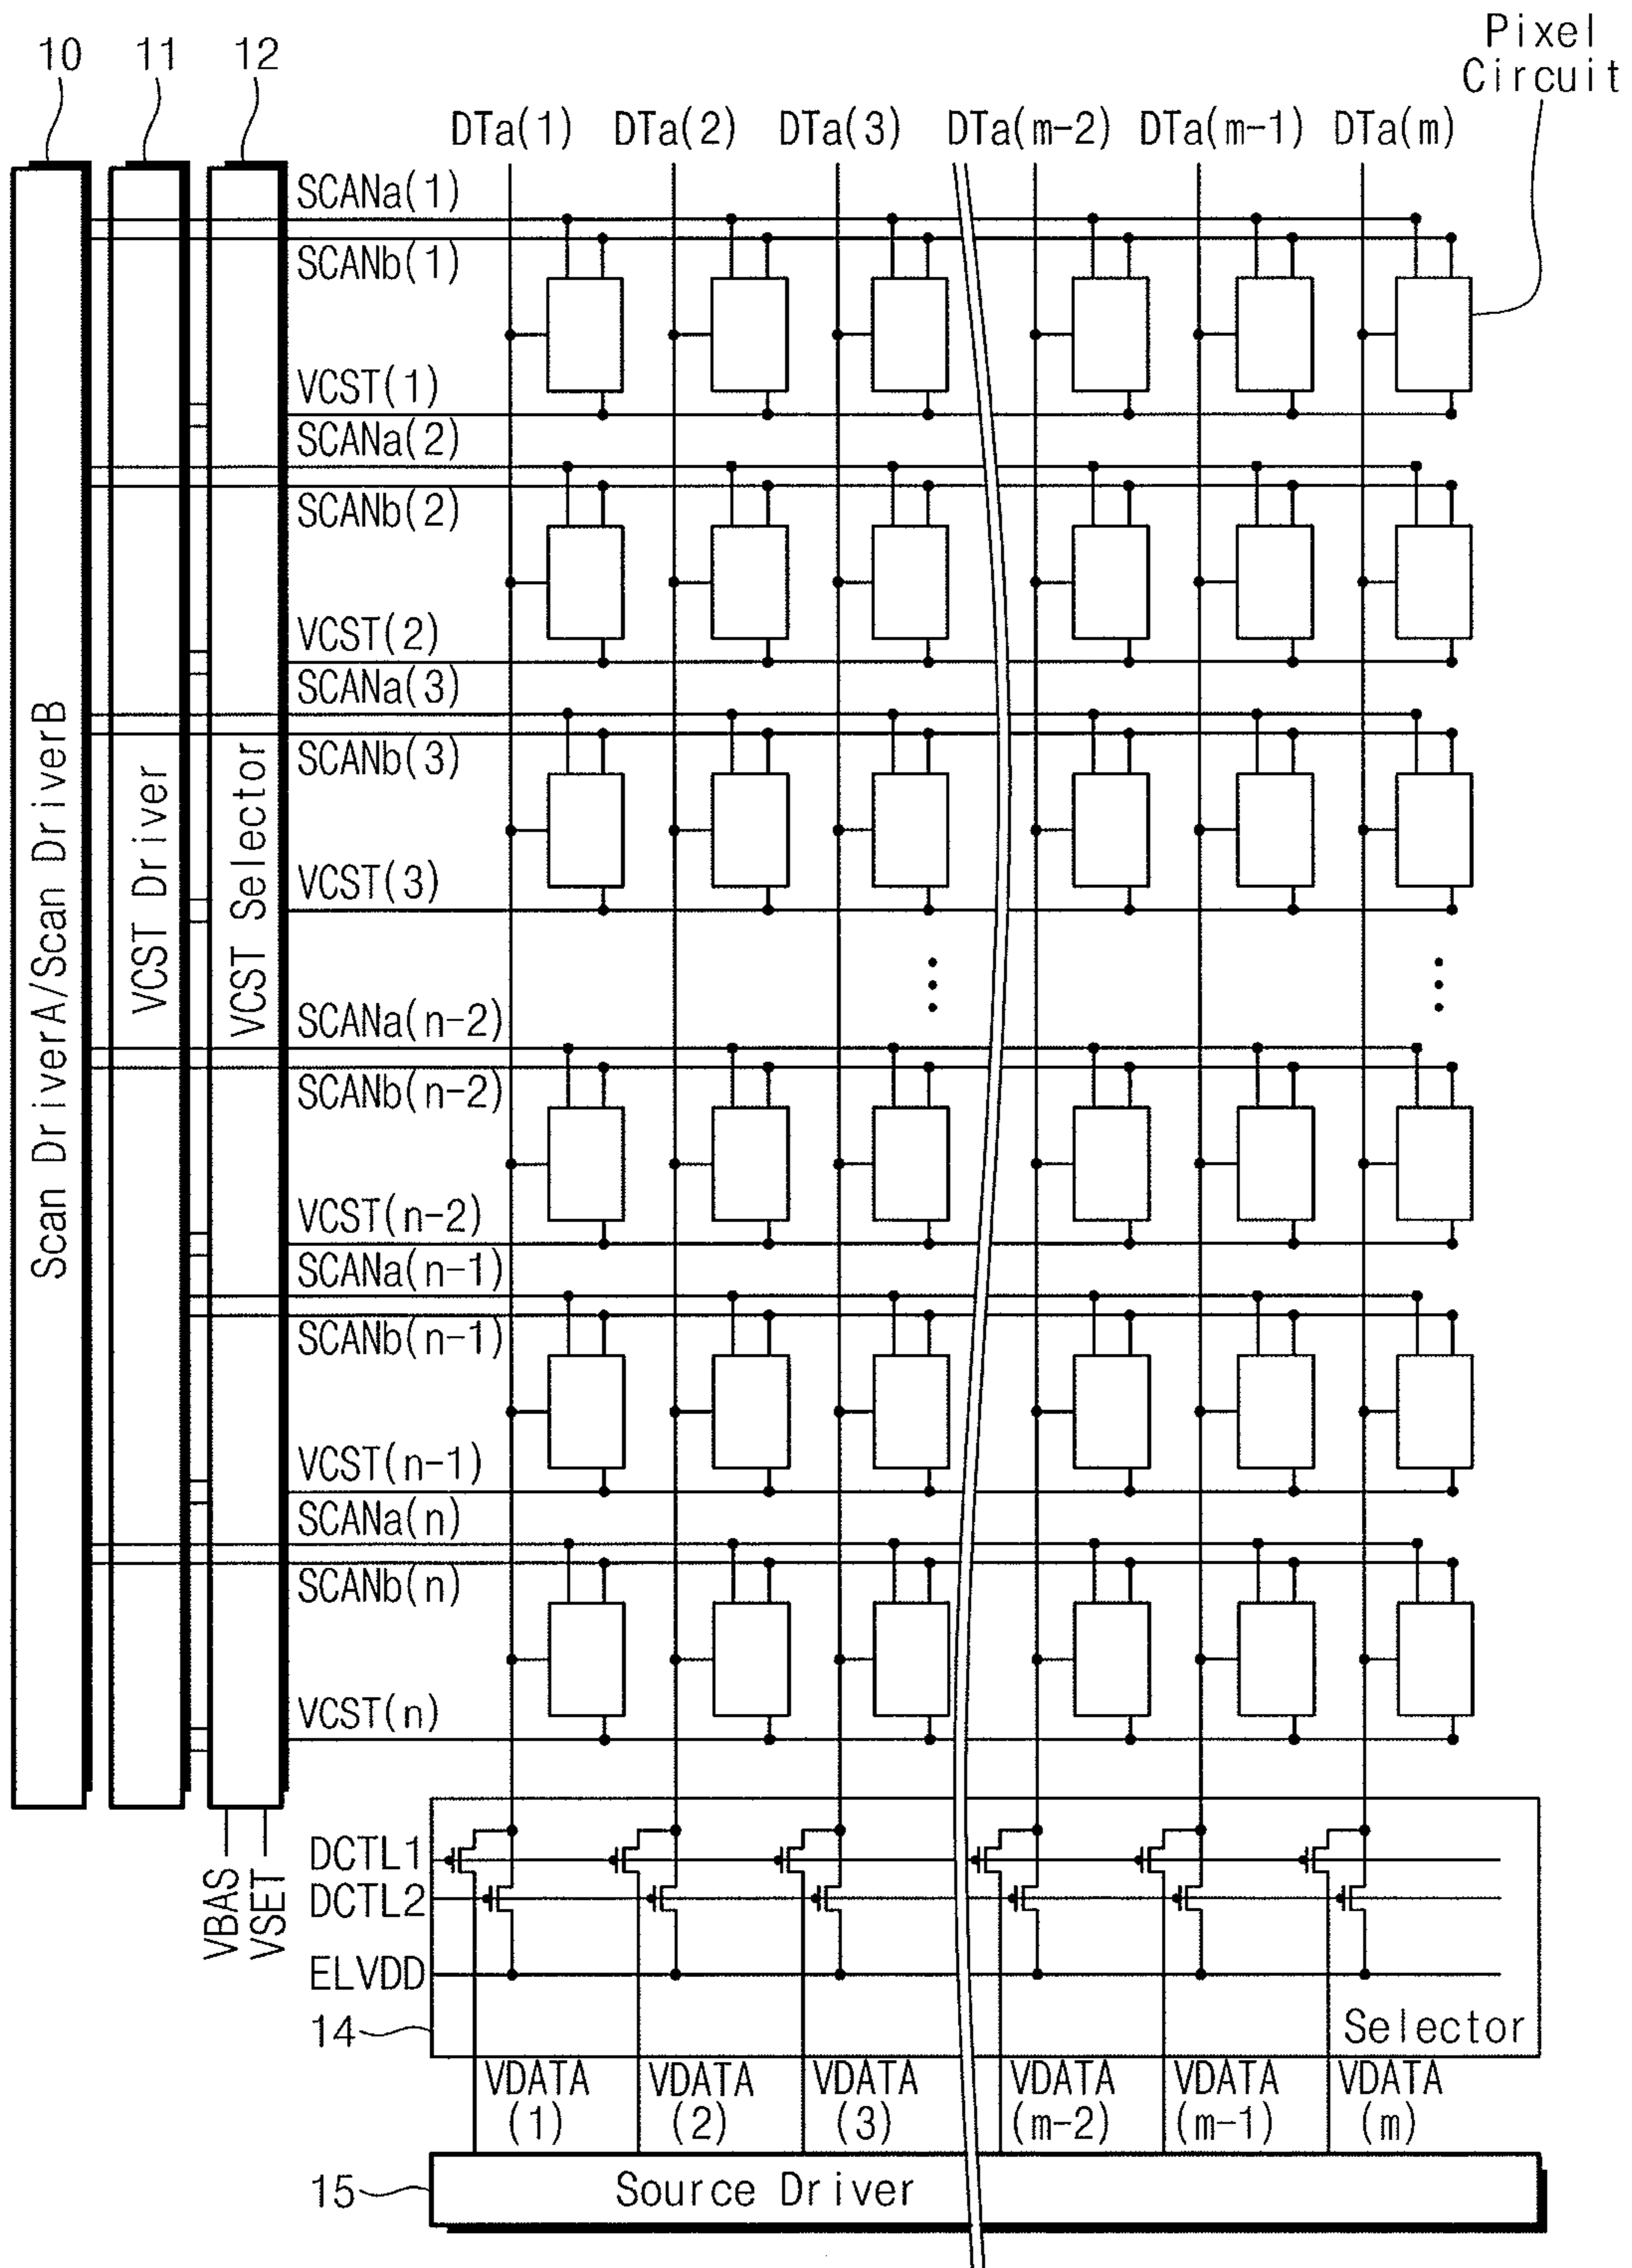 10
11
12
Pixel
Circuit
DTa(1)
DTa(2)
DTa(3)
DTa(m-2)
DTa(m-1)
DTa(m)
SCANa(1)
SCANb(1)
VCST(1)
SCANa(2)
SCANb(2)
VCST(2)
SCANa(3)
SCANb(3)
VCST(3)
Scan DriverA/Scan DriverB
VCST Driver
VCST Selector
SCANa(n-2)
SCANb(n-2)
VCST(n-2)
SCANa(n-1)
SCANb(n-1)
VCST(n-1)
SCANa(n)
SCANb(n)
VCST(n)
VBAS
VSET
DCTL1
DCTL2
ELVDD
14
Selector
VDATA
(1)
VDATA
(2)
VDATA
(3)
VDATA
(m-2)
VDATA
(m-1)
VDATA
(m)
15
Source Driver